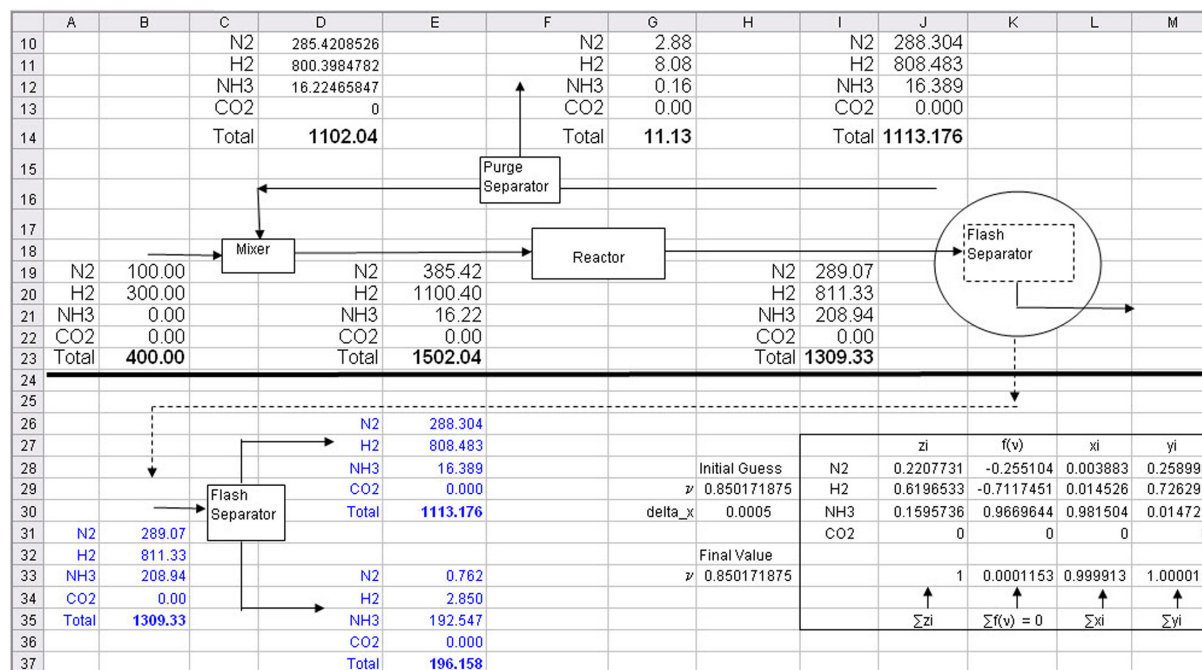 A B C D E F G H I J K L M
10 N2 285.4208526 N2 2.88 N2 288.304
11 H2 800.3984782 H2 8.08 H2 808.483
12 NH3 16.22465847 NH3 0.16 NH3 16.389
13 CO2 0 CO2 0.00 CO2 0.000
14 Total 1102.04 Total 11.13 Total 1113.176
15 Purge
16 Separator
17 Flash
18 Mixer Reactor Separator
19 N2 100.00 N2 385.42 N2 289.07
20 H2 300.00 H2 1100.40 H2 811.33
21 NH3 0.00 NH3 16.22 NH3 208.94
22 CO2 0.00 CO2 0.00 CO2 0.00
23 Total 400.00 Total 1502.04 Total 1309.33
24
25
26 N2 288.304
27 H2 808.483 zi f(ν) xi yi
28 NH3 16.389 Initial Guess N2 0.2207731 -0.255104 0.003883 0.25899
29 Flash CO2 0.000 ν 0.850171875 H2 0.6196533 -0.7117451 0.014526 0.72629
30 Separator Total 1113.176 delta_x 0.0005 NH3 0.1595736 0.9669644 0.981504 0.01472
31 N2 289.07 CO2 0 0 0
32 H2 811.33 Final Value
33 NH3 208.94 N2 0.762 ν 0.850171875 1 0.0001153 0.999913 1.00001
34 CO2 0.00 H2 2.850
35 Total 1309.33 NH3 192.547 ∑zi ∑f(ν) = 0 ∑xi ∑yi
36 CO2 0.000
37 Total 196.158